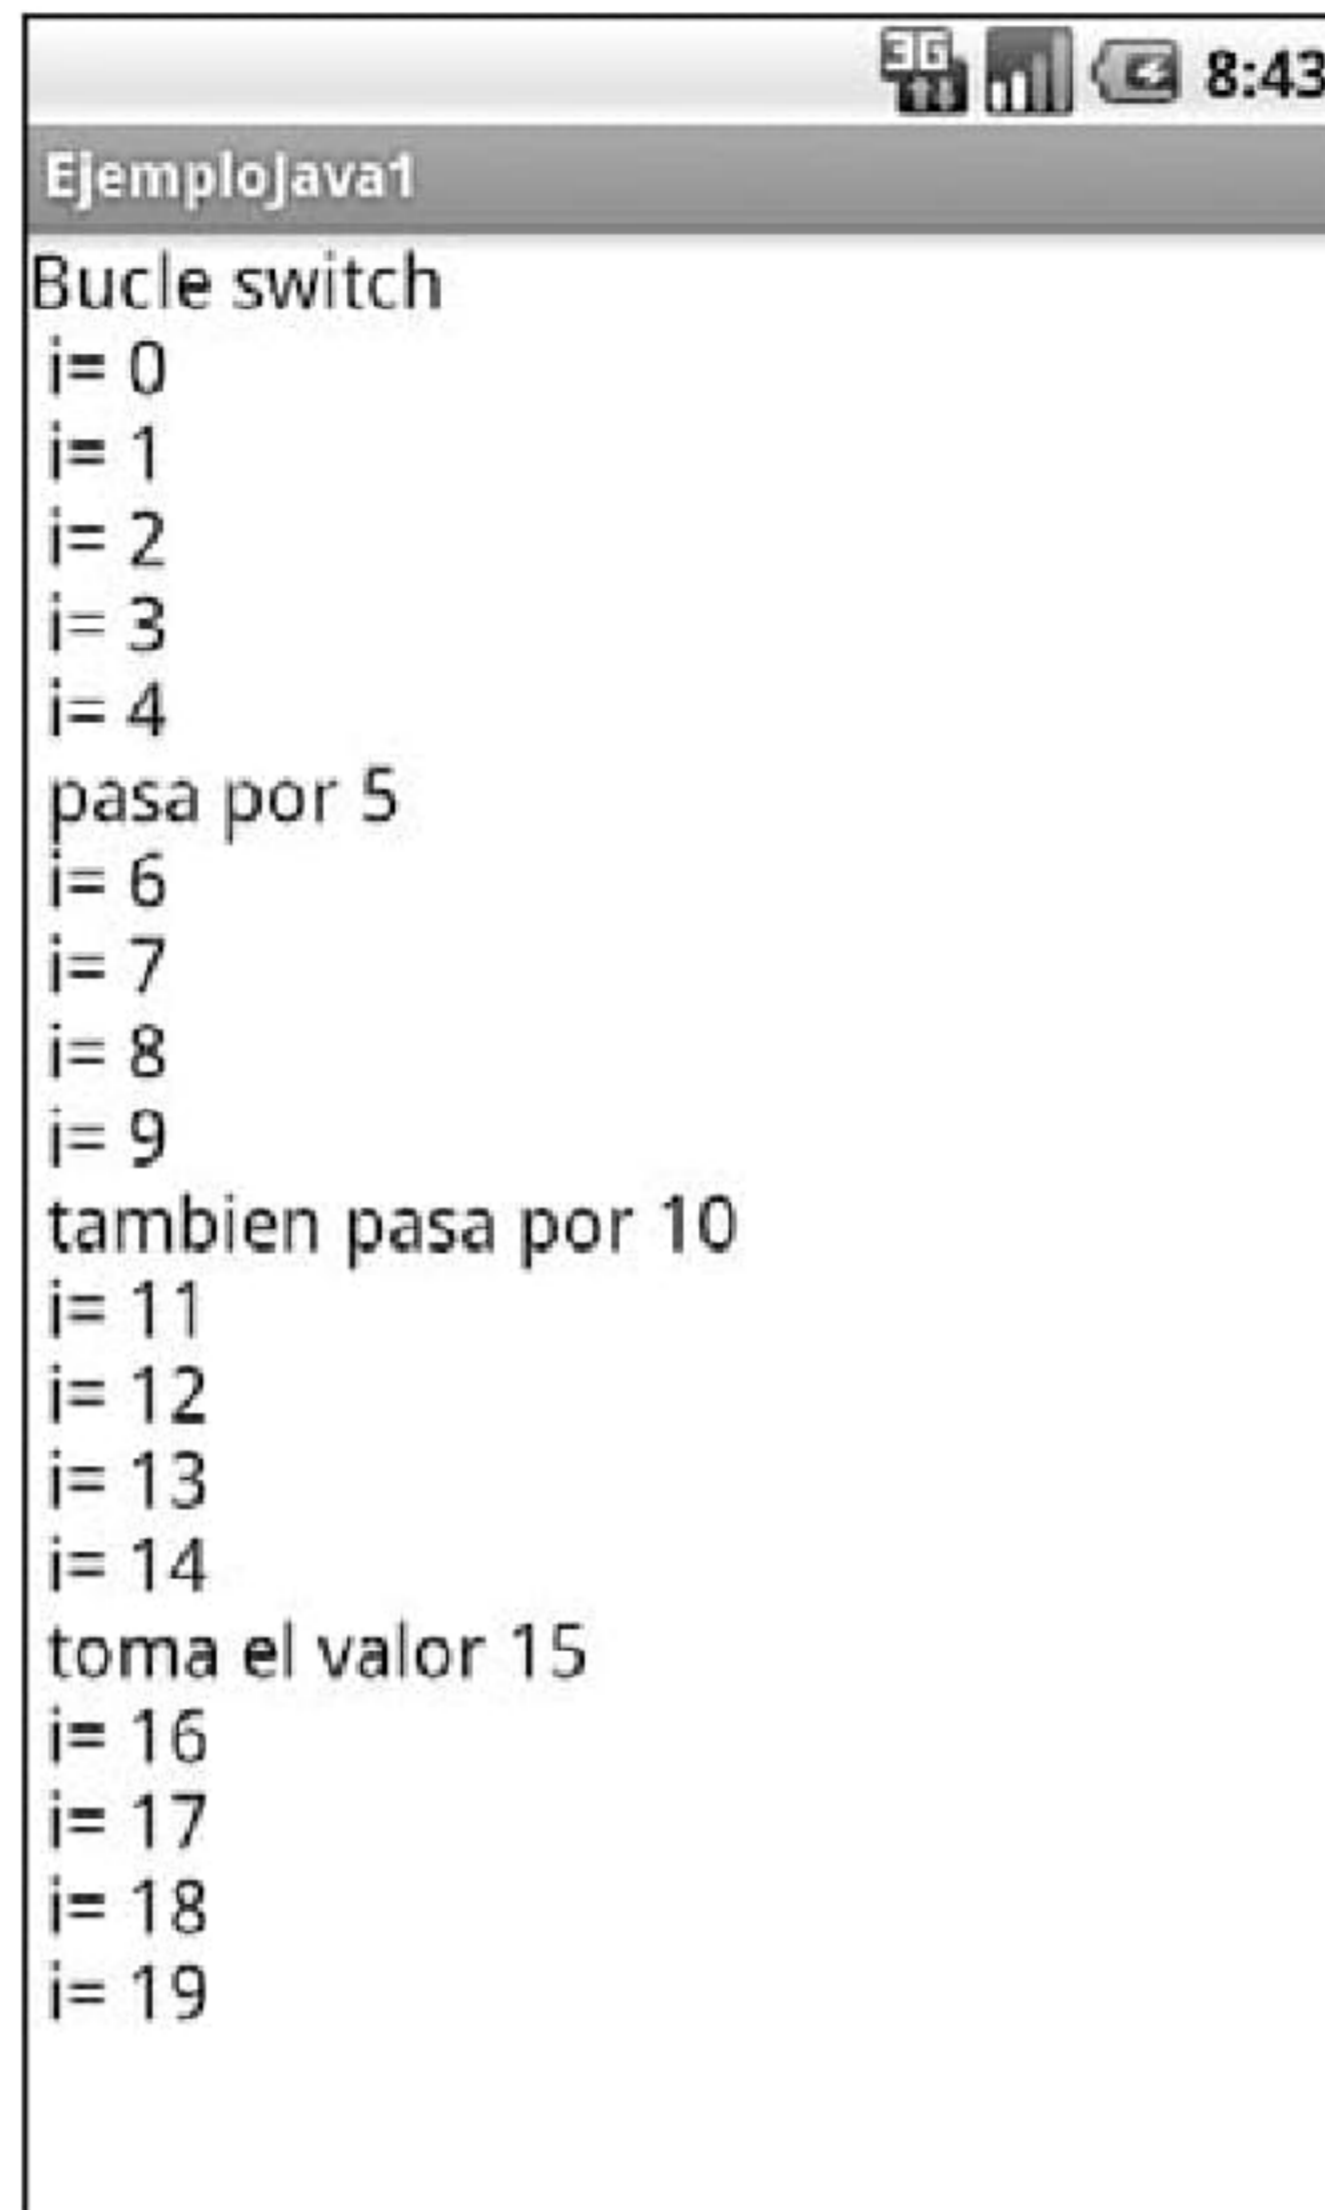 3G 8:43
EjemploJava1
Bucle switch
i= 0
i= 1
i= 2
i= 3
i= 4
pasa por 5
i= 6
i= 7
i= 8
i= 9
tambien pasa por 10
i= 11
i= 12
i= 13
i= 14
toma el valor 15
i= 16
i= 17
i= 18
i= 19